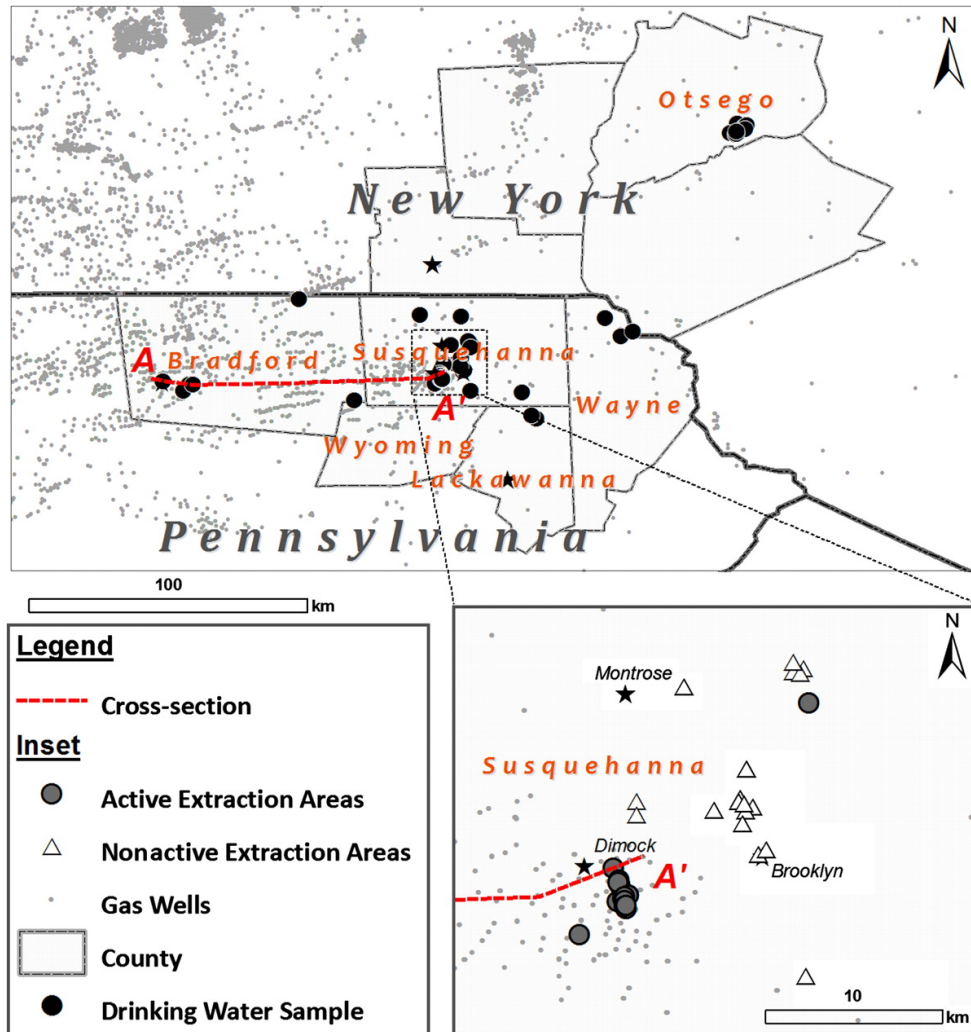 N
Otsego
New York
A
Bradford
Susquehanna
A'
Wayne
Wyoming
Lackawanna
Pennsylvania
100
km
Legend
Cross-section
Inset
Active Extraction Areas
Nonactive Extraction Areas
Gas Wells
County
Drinking Water Sample
N
Montrose
Susquehanna
Dimock
A'
Brooklyn
10
km